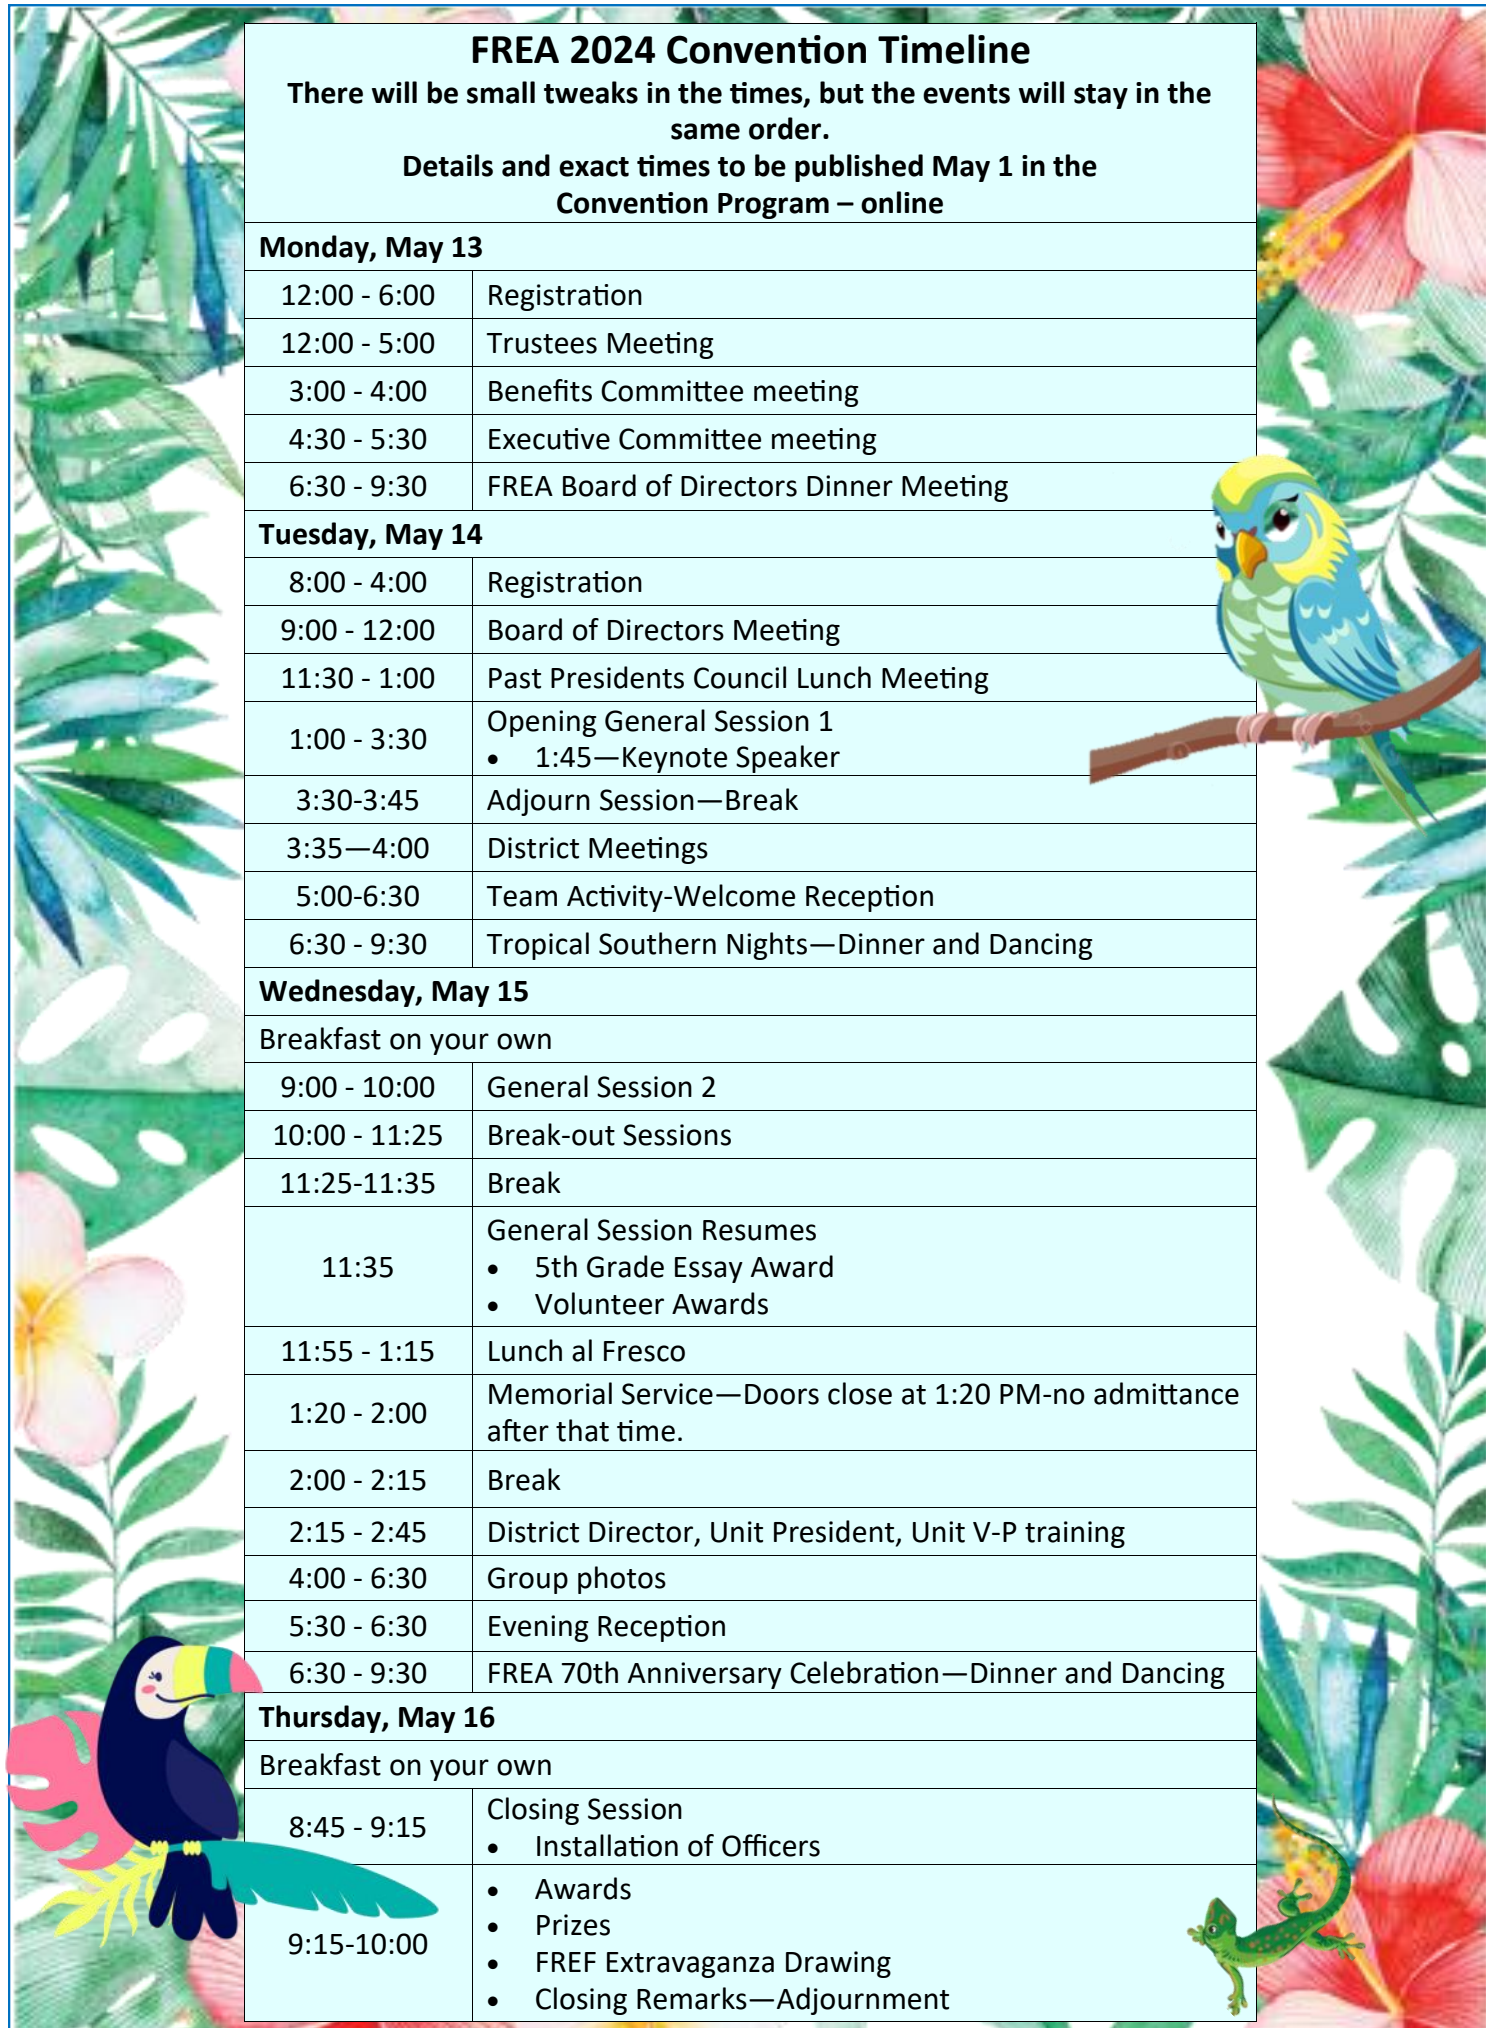 FREA 2024 Convention Timeline
There will be small tweaks in the times, but the events will stay in the
same order.
Details and exact times to be published May 1 in the
Convention Program – online
Monday, May 13
12:00 - 6:00 Registration
12:00 - 5:00 Trustees Meeting
3:00 - 4:00 Benefits Committee meeting
4:30 - 5:30 Executive Committee meeting
6:30 - 9:30 FREA Board of Directors Dinner Meeting
Tuesday, May 14
8:00 - 4:00 Registration
9:00 - 12:00 Board of Directors Meeting
11:30 - 1:00 Past Presidents Council Lunch Meeting
1:00 - 3:30 Opening General Session 1
• 1:45—Keynote Speaker
3:30-3:45 Adjourn Session—Break
3:35—4:00 District Meetings
5:00-6:30 Team Activity-Welcome Reception
6:30 - 9:30 Tropical Southern Nights—Dinner and Dancing
Wednesday, May 15
Breakfast on your own
9:00 - 10:00 General Session 2
10:00 - 11:25 Break-out Sessions
11:25-11:35 Break
11:35 General Session Resumes
• 5th Grade Essay Award
• Volunteer Awards
11:55 - 1:15 Lunch al Fresco
1:20 - 2:00 Memorial Service—Doors close at 1:20 PM-no admittance
after that time.
2:00 - 2:15 Break
2:15 - 2:45 District Director, Unit President, Unit V-P training
4:00 - 6:30 Group photos
5:30 - 6:30 Evening Reception
6:30 - 9:30 FREA 70th Anniversary Celebration—Dinner and Dancing
Thursday, May 16
Breakfast on your own
8:45 - 9:15 Closing Session
• Installation of Officers
9:15-10:00 • Awards
• Prizes
• FREF Extravaganza Drawing
• Closing Remarks—Adjournment